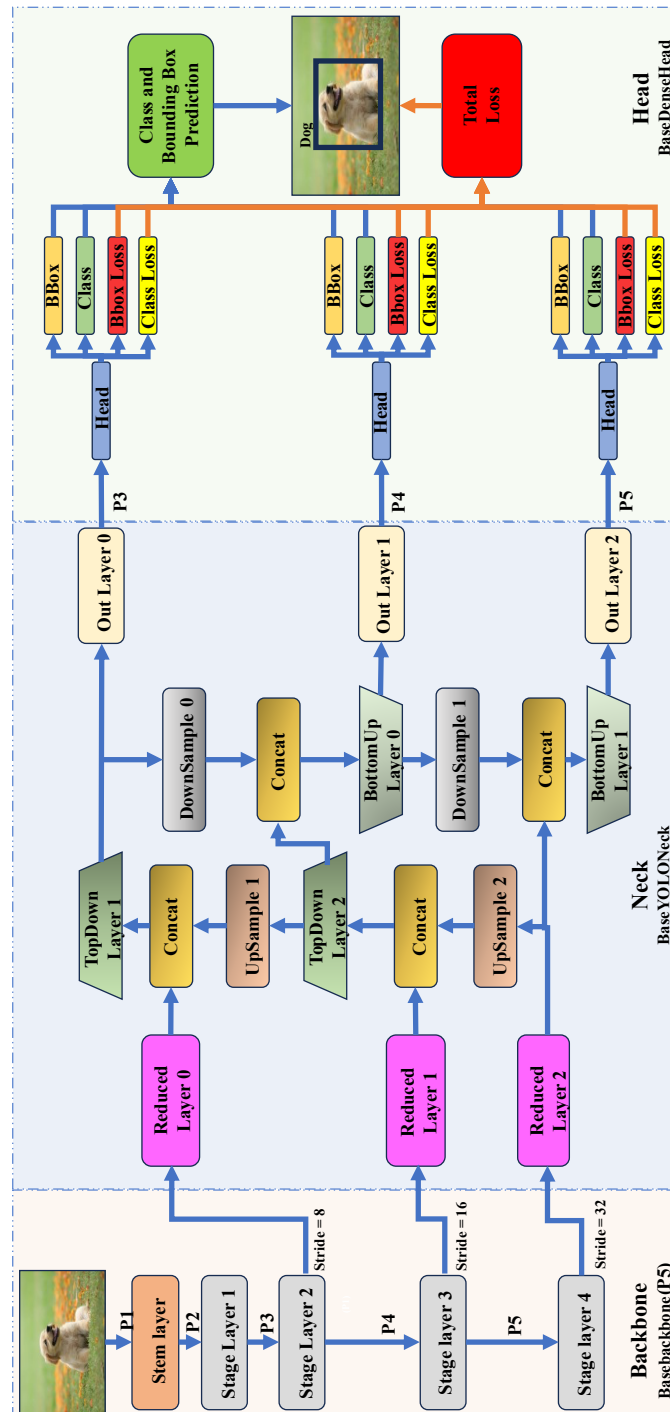 P1
Stem layer
P2
Stage Layer 1
P3
Stage Layer 2
Stride = 8
P4
Stage layer 3
Stride = 16
P5
Stage layer 4
Stride = 32
Backbone
Basebackbone(P5)
Reduced
Layer 0
Reduced
Layer 1
Reduced
Layer 2
TopDown
Layer 1
Concat
UpSample 1
TopDown
Layer 2
Concat
UpSample 2
DownSample 0
Concat
BottomUp
Layer 0
DownSample 1
Concat
BottomUp
Layer 1
Out Layer 0
Out Layer 1
Out Layer 2
Neck
BaseYOLONeck
P3
Head
BBox
Class
Bbox Loss
Class Loss
P4
Head
BBox
Class
Bbox Loss
Class Loss
P5
Head
BBox
Class
Bbox Loss
Class Loss
Class and
Bounding Box
Prediction
Dog
Total
Loss
Head
BaseDenseHead